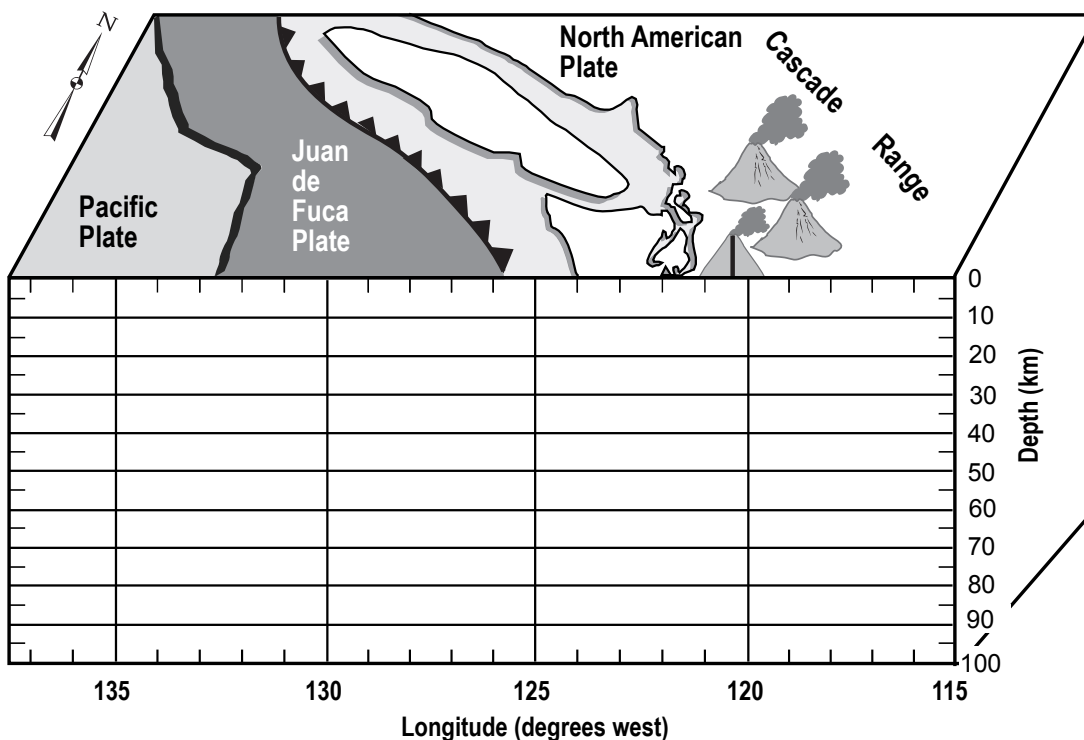 N
North American
Plate
Cascade
Range
Juan
de
Fuca
Plate
Pacific
Plate
0
10
20
30
40
50
60
70
80
90
100
Depth (km)
135
130
125
120
115
Longitude (degrees west)